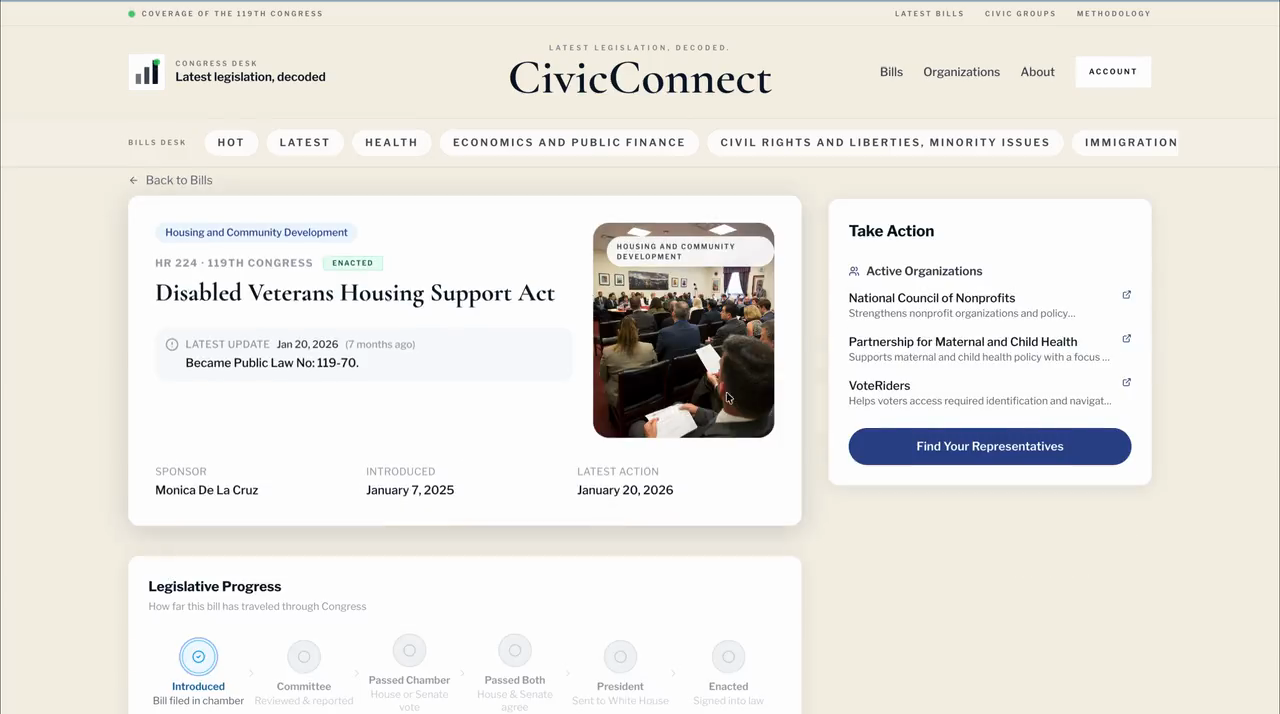 COVERAGE OF THE 119TH CONGRESS
LATEST BILLS
CIVIC GROUPS
METHODOLOGY
CONGRESS DESK
Latest legislation, decoded
LATEST LEGISLATION, DECODED.
CivicConnect
Bills
Organizations
About
ACCOUNT
BILLS DESK
HOT
LATEST
HEALTH
ECONOMICS AND PUBLIC FINANCE
CIVIL RIGHTS AND LIBERTIES, MINORITY ISSUES
IMMIGRATION
← Back to Bills
Housing and Community Development
HR 224 · 119TH CONGRESS
ENACTED
Disabled Veterans Housing Support Act
LATEST UPDATE Jan 20, 2026 (7 months ago)
Became Public Law No: 119-70.
HOUSING AND COMMUNITY
DEVELOPMENT
SPONSOR
Monica De La Cruz
INTRODUCED
January 7, 2025
LATEST ACTION
January 20, 2026
Take Action
Active Organizations
National Council of Nonprofits
Strengthens nonprofit organizations and policy...
Partnership for Maternal and Child Health
Supports maternal and child health policy with a focus ...
VoteRiders
Helps voters access required identification and navigat...
Find Your Representatives
Legislative Progress
How far this bill has traveled through Congress
Introduced
Bill filed in chamber
Committee
Reviewed & reported
Passed Chamber
House or Senate
vote
Passed Both
House & Senate
agree
President
Sent to White House
Enacted
Signed into law